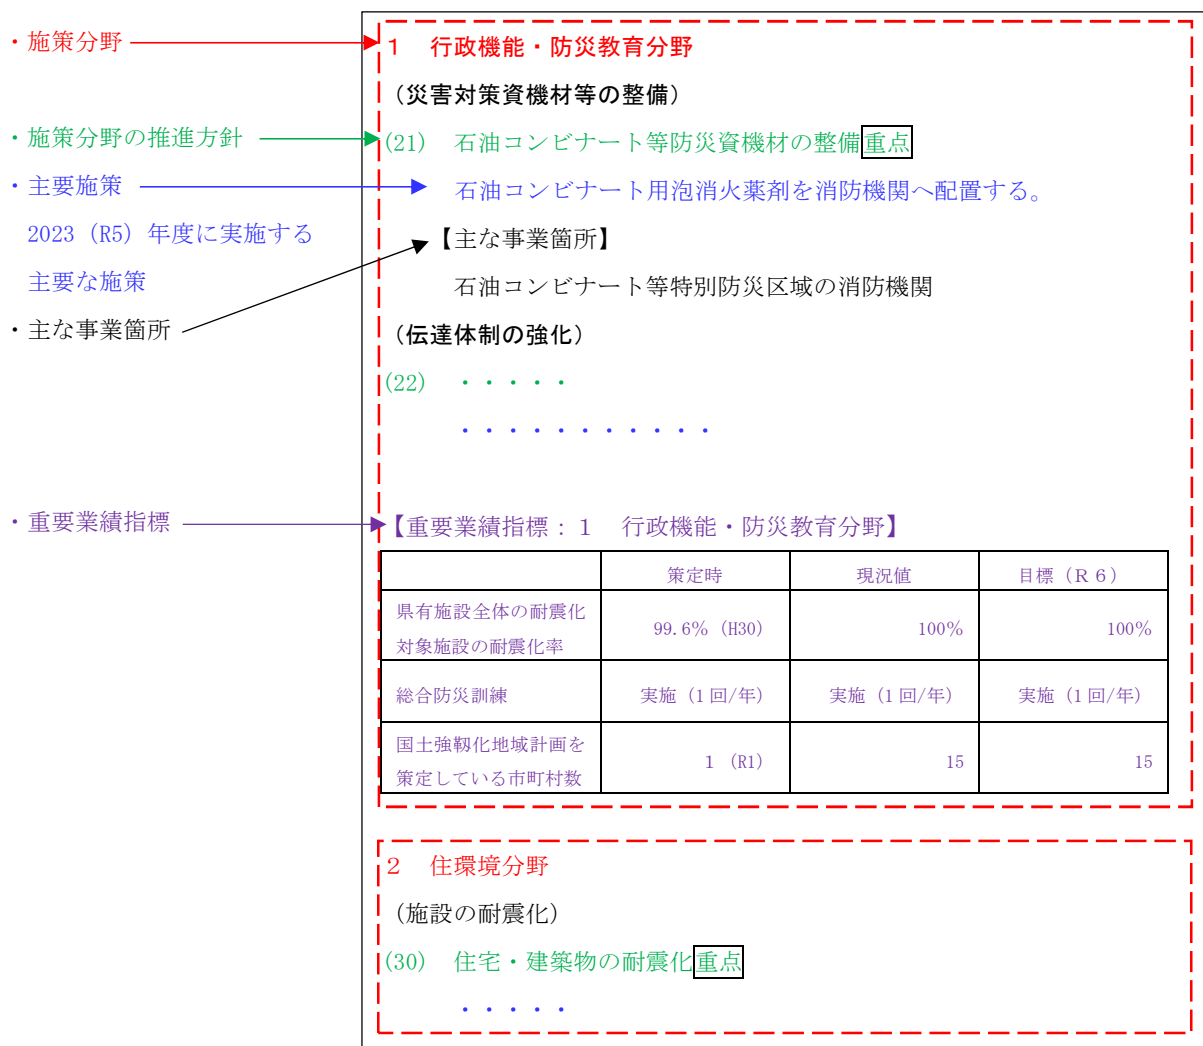 ・施策分野
・施策分野の推進方針
・主要施策
2023（R5）年度に実施する
主要な施策
・主な事業箇所
・重要業績指標
１　行政機能・防災教育分野
（災害対策資機材等の整備）
(21)　石油コンビナート等防災資機材の整備重点
石油コンビナート用泡消火薬剤を消防機関へ配置する。
【主な事業箇所】
石油コンビナート等特別防災区域の消防機関
（伝達体制の強化）
(22)　・・・・・
・・・・・・・・・・・
【重要業績指標：１　行政機能・防災教育分野】
策定時　現況値　目標（Ｒ６）
県有施設全体の耐震化
対象施設の耐震化率　99.6%（H30）　100%　100%
総合防災訓練　実施（1回/年）　実施（1回/年）　実施（1回/年）
国土強靱化地域計画を
策定している市町村数　1（R1）　15　15
２　住環境分野
（施設の耐震化）
(30)　住宅・建築物の耐震化重点
・・・・・